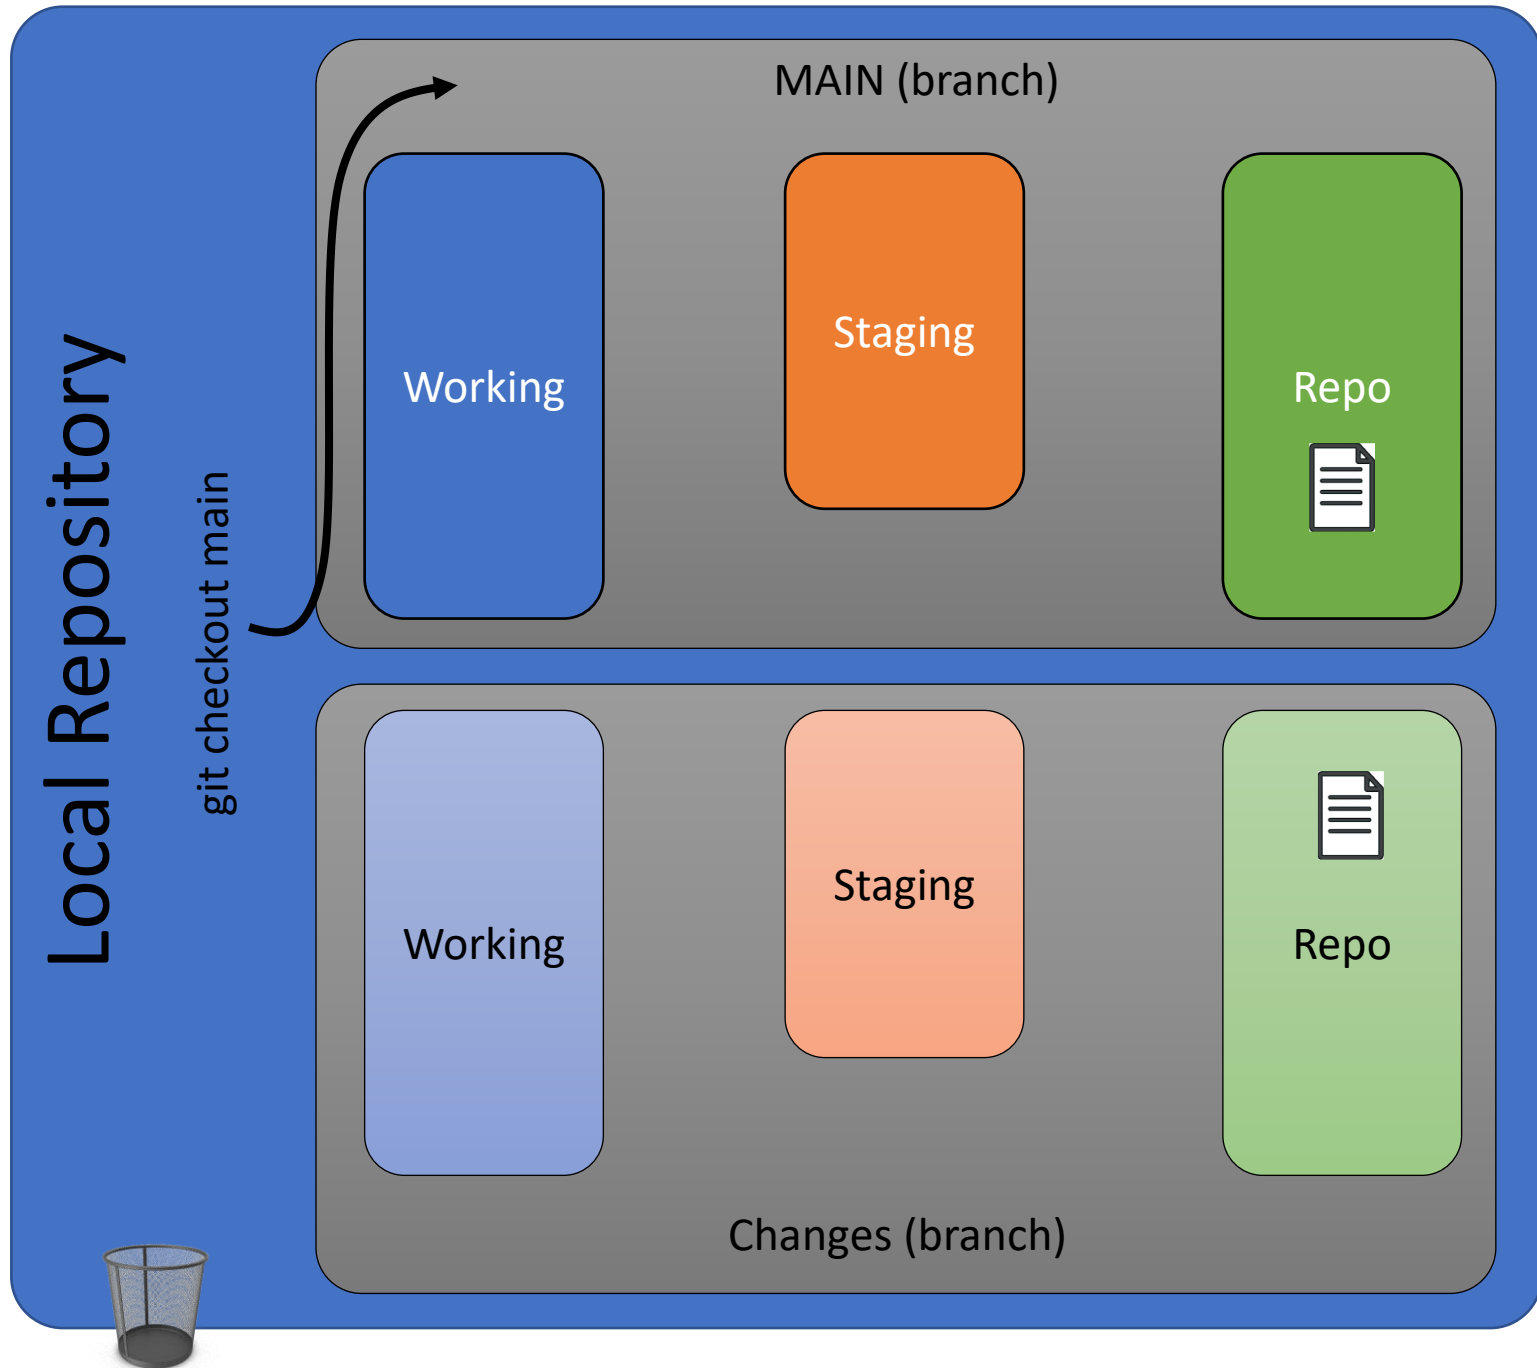 Local Repository
git checkout main
MAIN (branch)
Working
Staging
Repo
Working
Staging
Repo
Changes (branch)